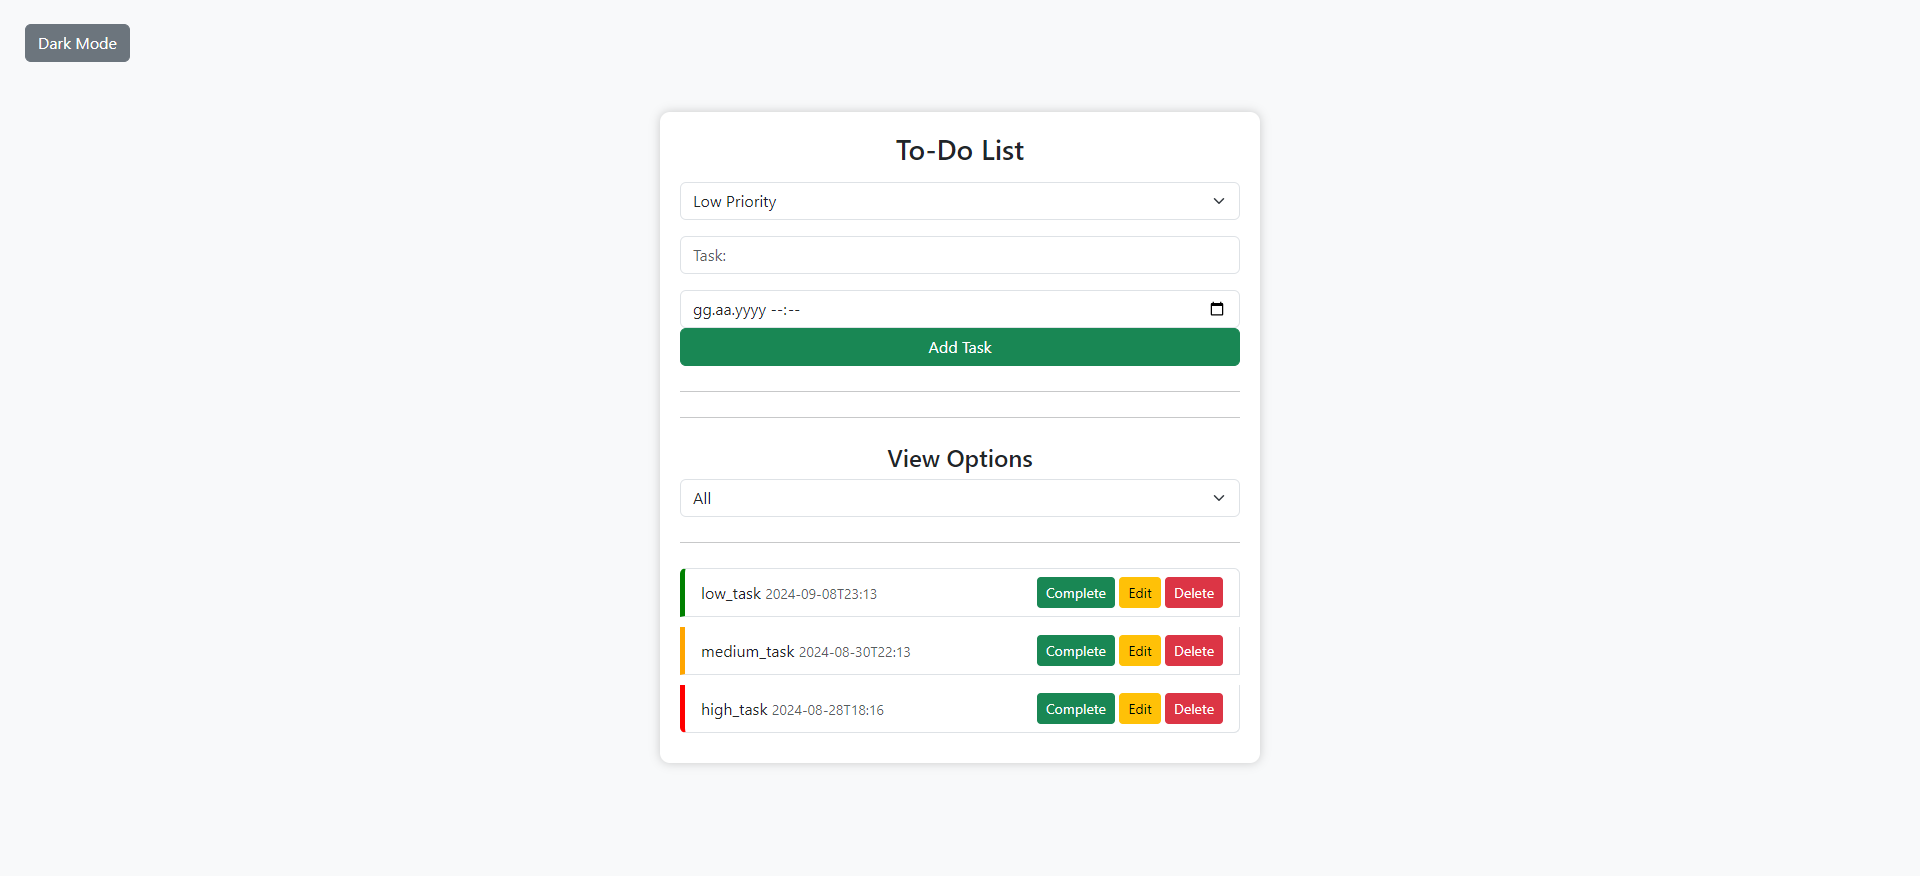 Dark Mode
To-Do List
Low Priority
Task:
gg.aa.yyyy --:--
Add Task
View Options
All
low_task 2024-09-08T23:13 Complete Edit Delete
medium_task 2024-08-30T22:13 Complete Edit Delete
high_task 2024-08-28T18:16 Complete Edit Delete